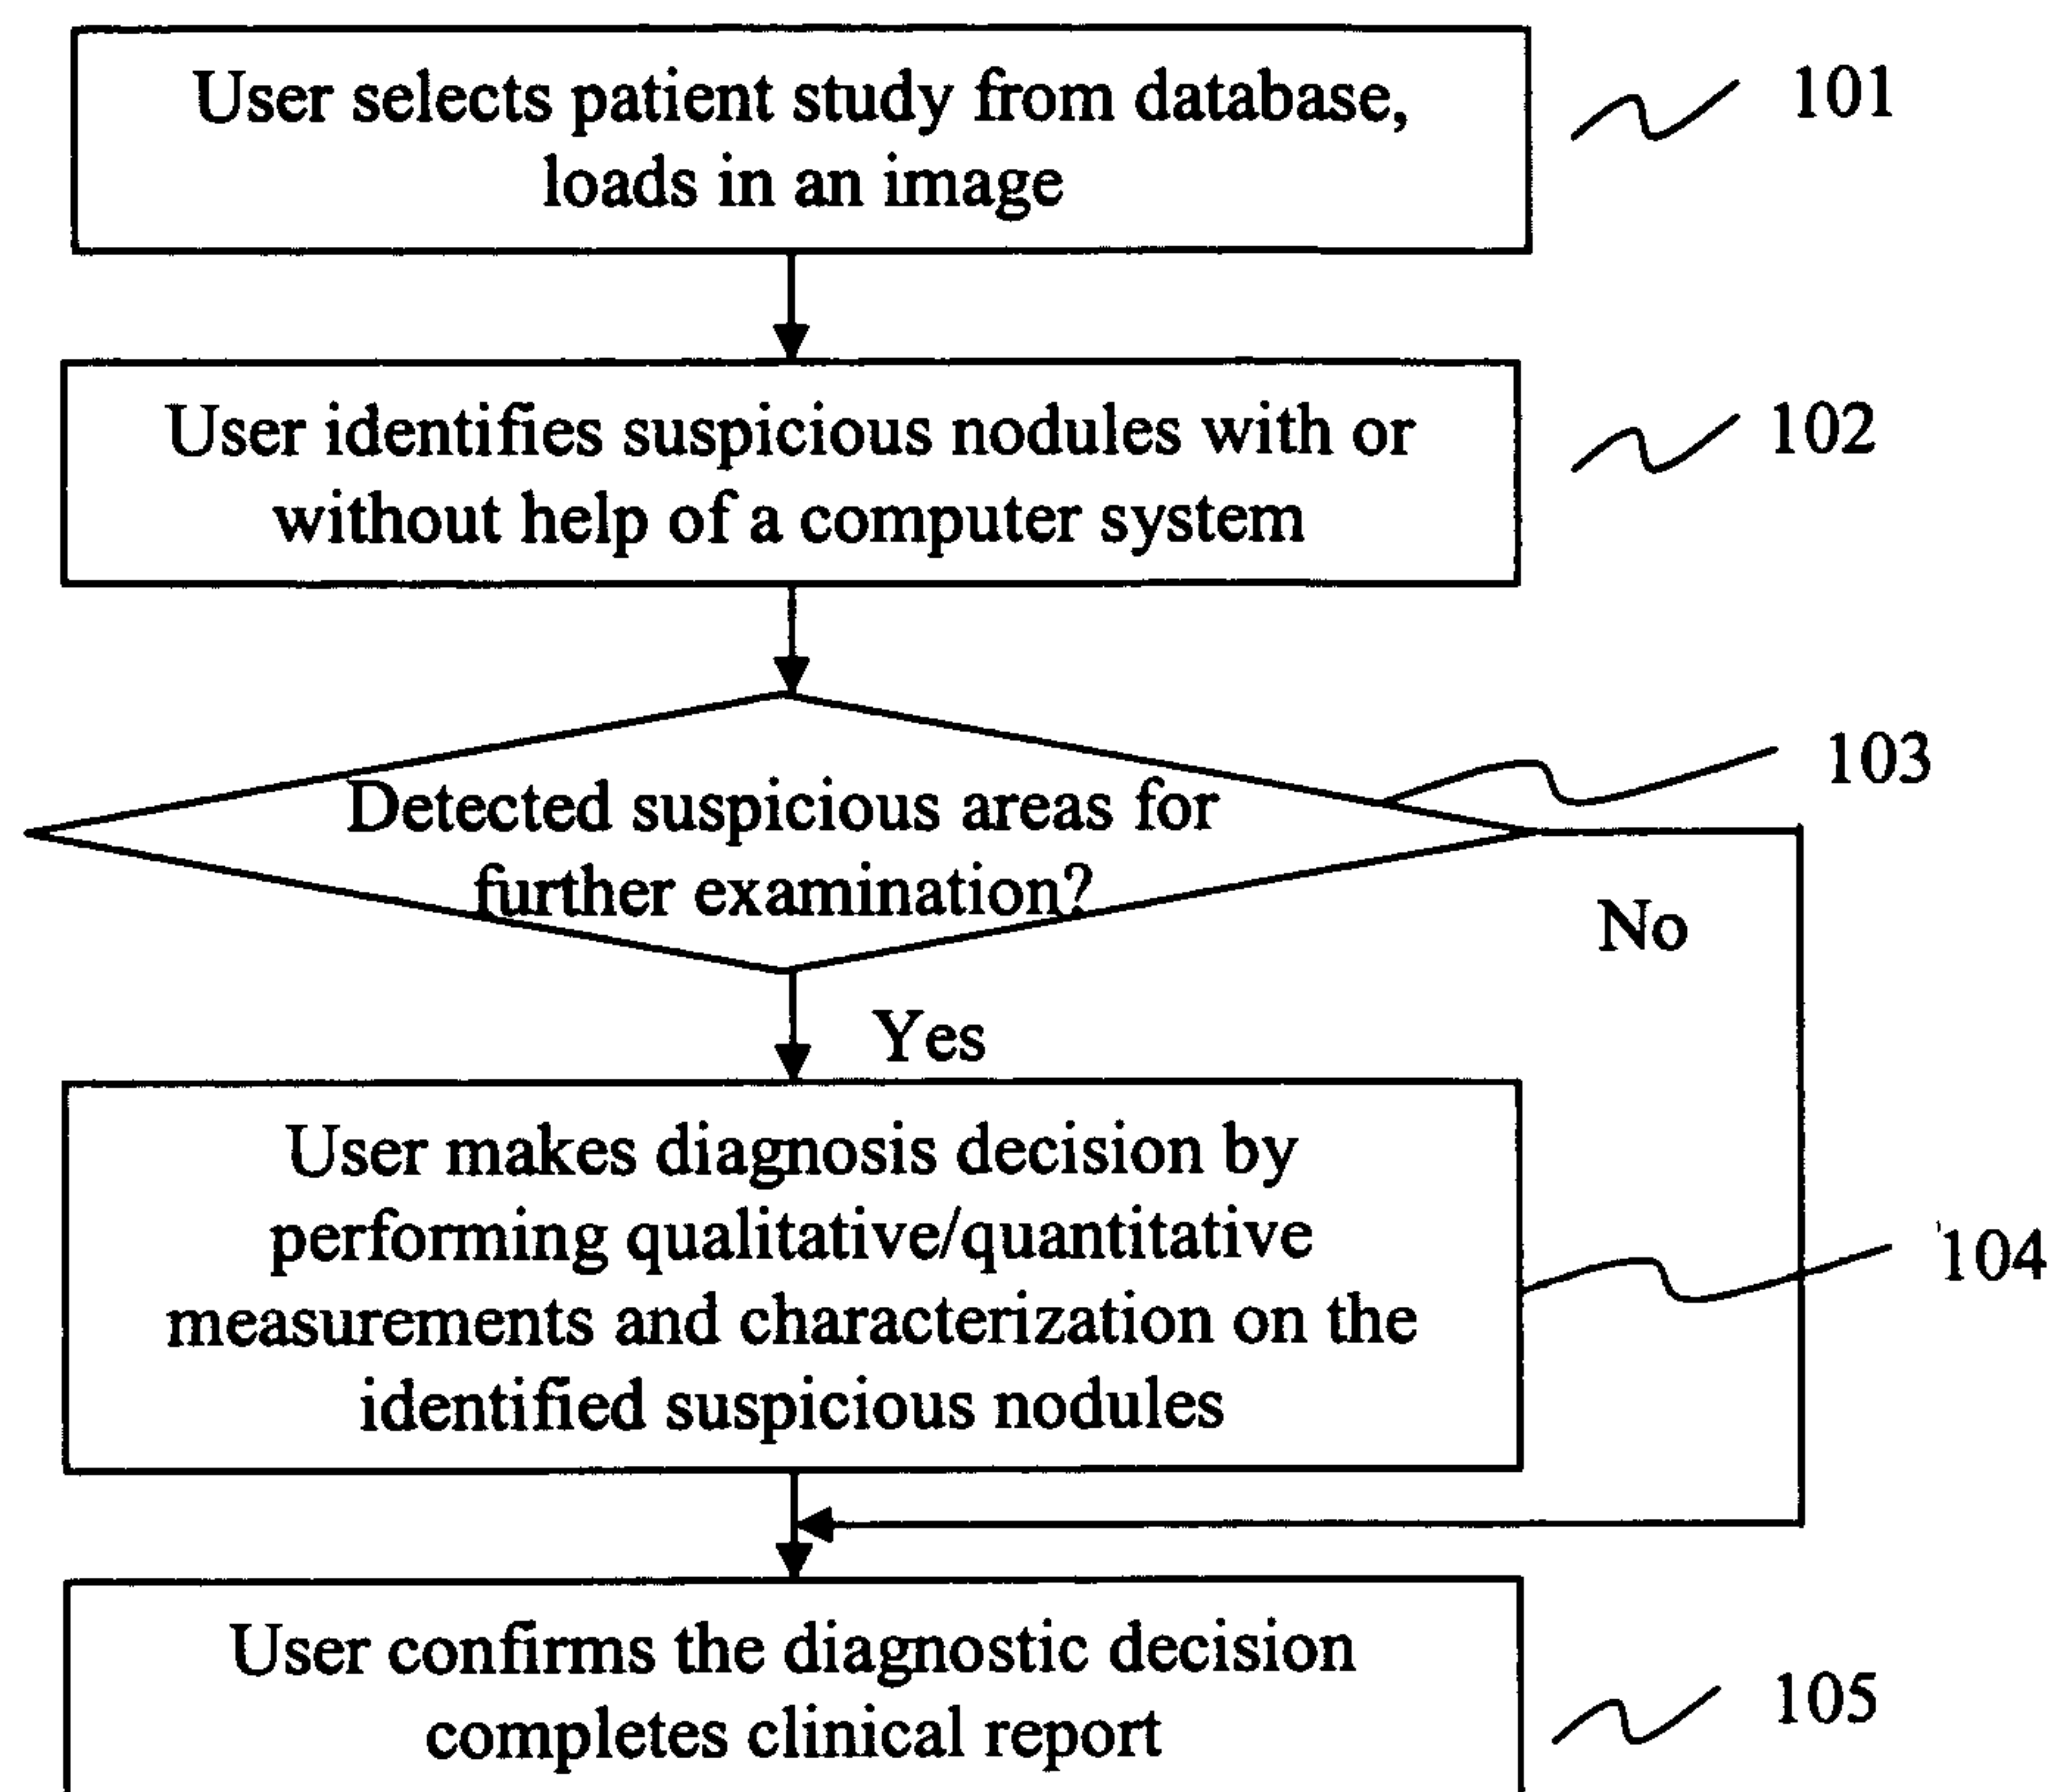 User selects patient study from database,
loads in an image
101
User identifies suspicious nodules with or
without help of a computer system
102
Detected suspicious areas for
further examination?
103
No
Yes
User makes diagnosis decision by
performing qualitative/quantitative
measurements and characterization on the
identified suspicious nodules
104
User confirms the diagnostic decision
completes clinical report
105